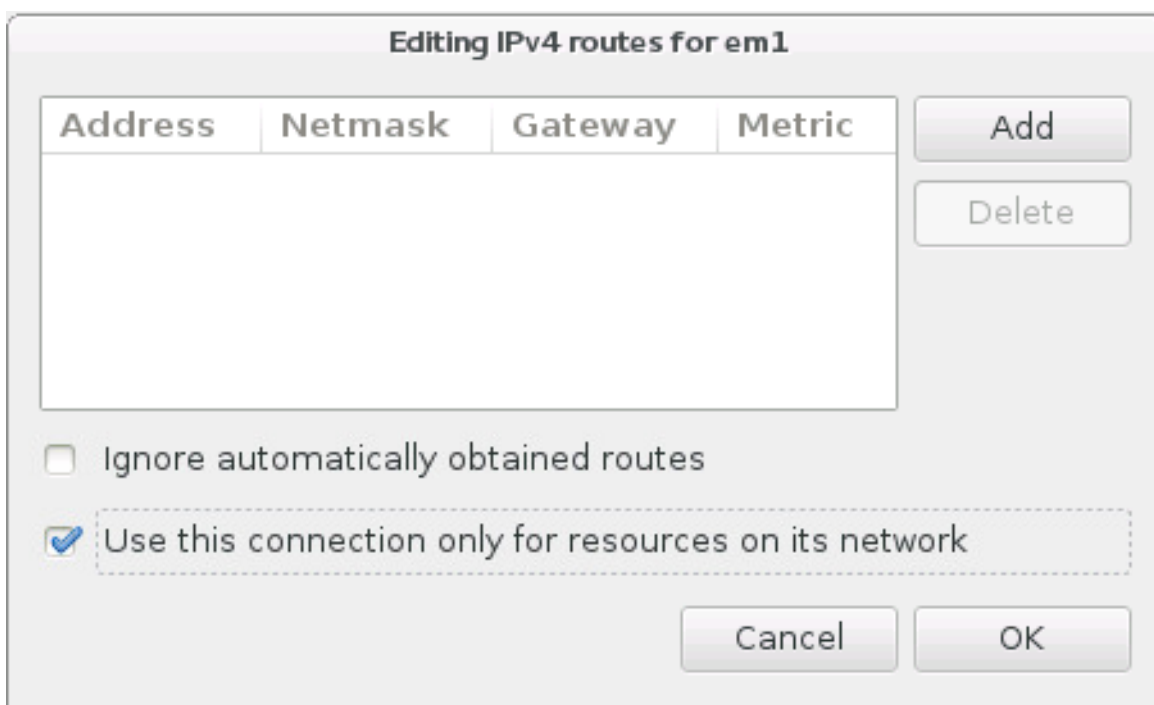 Editing IPv4 routes for em1
Address Netmask Gateway Metric
Add
Delete
Ignore automatically obtained routes
Use this connection only for resources on its network
Cancel OK